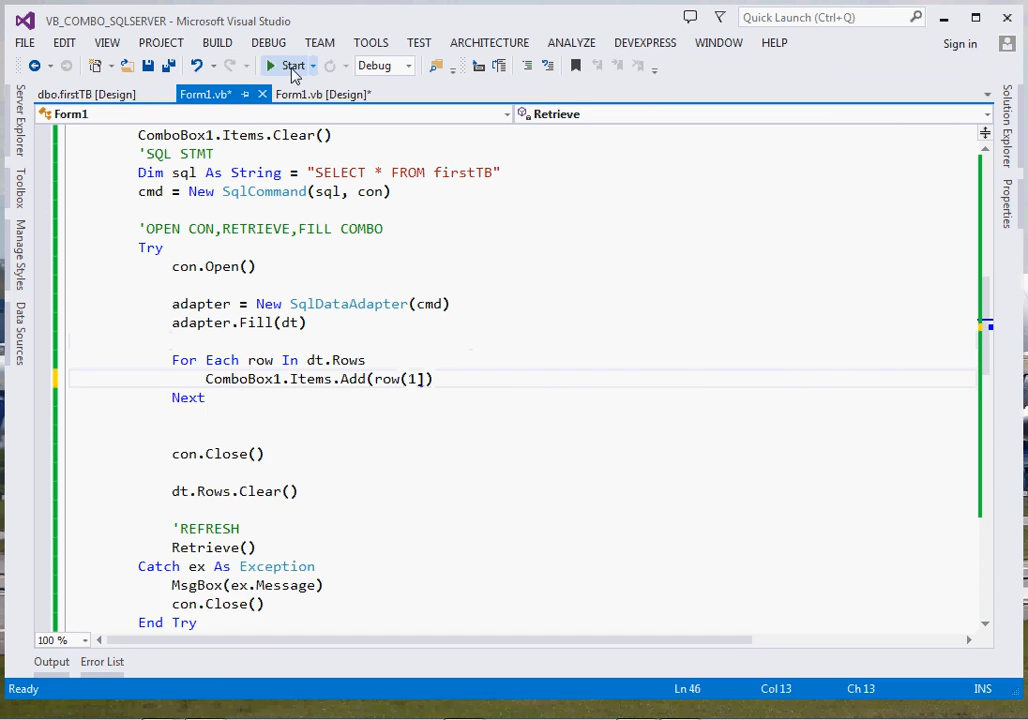 VB_COMBO_SQLSERVER - Microsoft Visual Studio
Quick Launch (Ctrl+Q)
FILE EDIT VIEW PROJECT BUILD DEBUG TEAM TOOLS TEST ARCHITECTURE ANALYZE DEVEXPRESS WINDOW HELP Sign in
Start Debug
dbo.firstTB [Design] Form1.vb* Form1.vb [Design]*
Form1 Retrieve
Server Explorer
Toolbox
Manage Styles
Data Sources
Solution Explorer
Properties
ComboBox1.Items.Clear()
'SQL STMT
Dim sql As String = "SELECT * FROM firstTB"
cmd = New SqlCommand(sql, con)
'OPEN CON,RETRIEVE,FILL COMBO
Try
con.Open()
adapter = New SqlDataAdapter(cmd)
adapter.Fill(dt)
For Each row In dt.Rows
ComboBox1.Items.Add(row(1))
Next
con.Close()
dt.Rows.Clear()
'REFRESH
Retrieve()
Catch ex As Exception
MsgBox(ex.Message)
con.Close()
End Try
100 %
Output Error List
Ready Ln 46 Col 13 Ch 13 INS